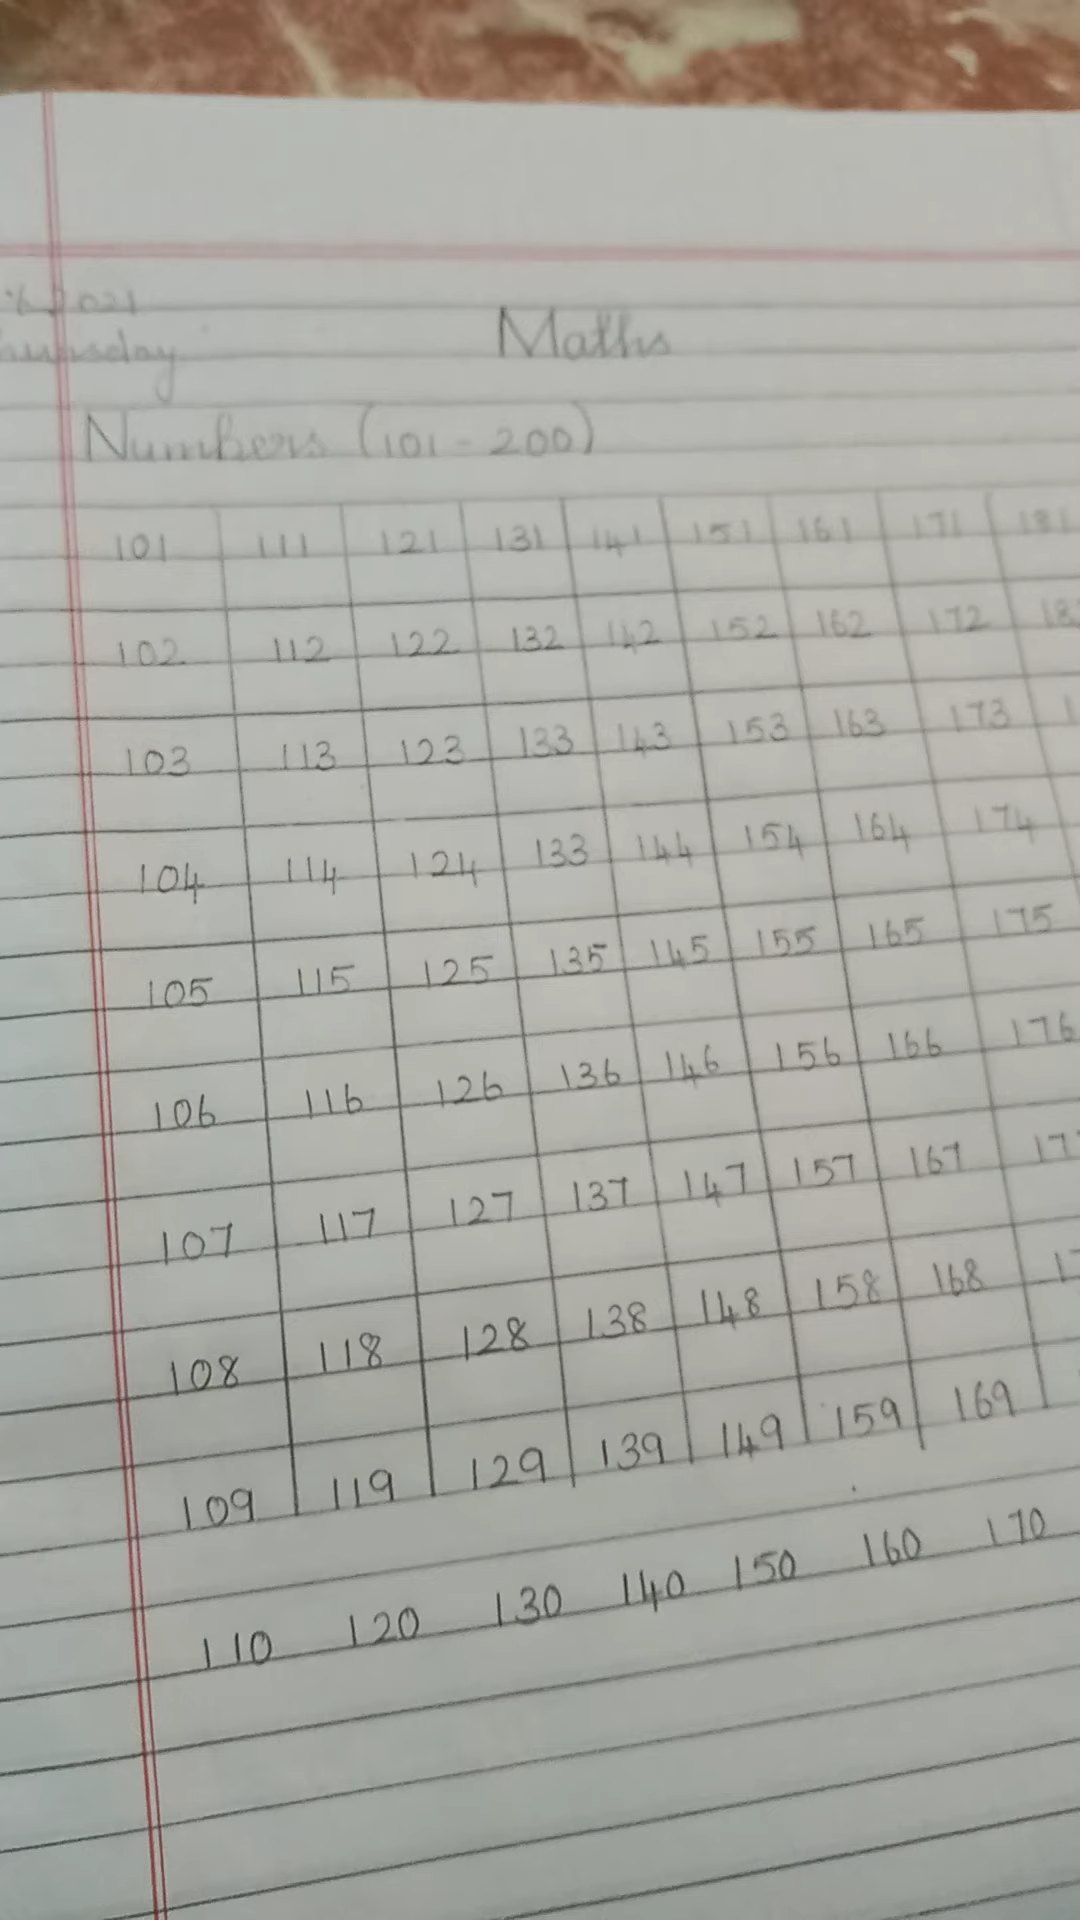 2021
Maths
Numbers (101 - 200)
101 111 121 131 141 151 161 171 181
102 112 122 132 142 152 162 172
103 113 123 133 143 153 163 173
104 114 124 133 144 154 164 174
105 115 125 135 145 155 165 175
106 116 126 136 146 156 166 176
107 117 127 137 147 157 167
108 118 128 138 148 158 168
109 119 129 139 149 159 169
110 120 130 140 150 160 170